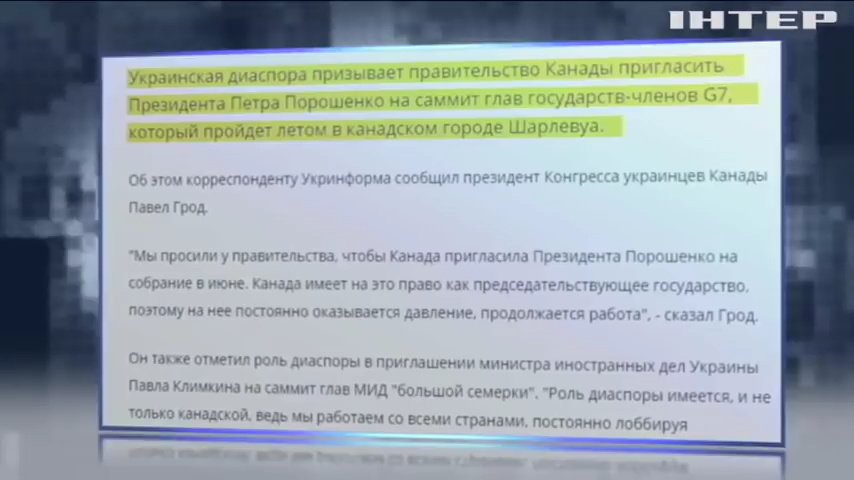 ІНТЕР
Украинская диаспора призывает правительство Канады пригласить
Президента Петра Порошенко на саммит глав государств-членов G7,
который пройдет летом в канадском городе Шарлевуа.
Об этом корреспонденту Укринформа сообщил президент Конгресса украинцев Канады
Павел Грод.
"Мы просили у правительства, чтобы Канада пригласила Президента Порошенко на
собрание в июне. Канада имеет на это право как председательствующее государство,
поэтому на нее постоянно оказывается давление, продолжается работа", - сказал Грод.
Он также отметил роль диаспоры в приглашении министра иностранных дел Украины
Павла Климкина на саммит глав МИД "большой семерки". "Роль диаспоры имеется, и не
только канадской, ведь мы работаем со всеми странами, постоянно лоббируя